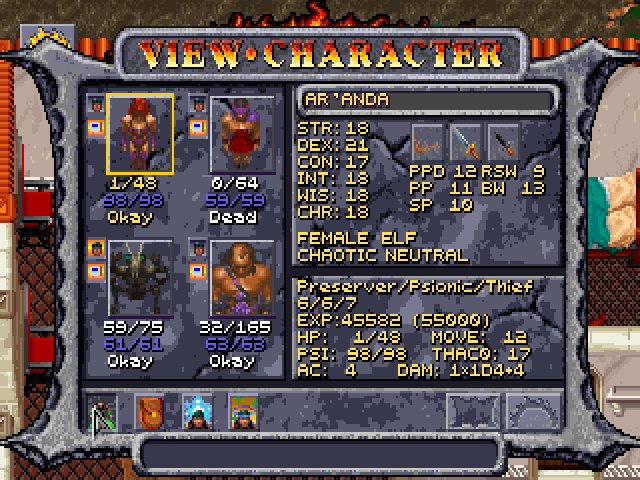 VIEW•CHARACTER
1/48
98/98
Okay
0/64
59/59
Dead
59/75
61/61
Okay
32/165
63/63
Okay
AR'ANDA
STR: 18
DEX: 21
CON: 17
INT: 18
WIS: 18
CHR: 18
PPD 12 RSW 9
PP 11 BW 13
SP 10
FEMALE ELF
CHAOTIC NEUTRAL
Preserver/Psionic/Thief
6/6/7
EXP:45582 (55000)
HP: 1/48 MOVE: 12
PSI: 98/98 THAC0: 17
AC: 4 DAM: 1x1D4+4